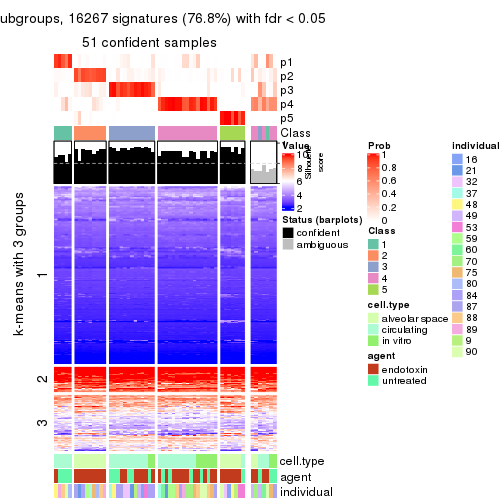 ubgroups, 16267 signatures (76.8%) with fdr < 0.05
51 confident samples
p1
p2
p3
p4
p5
Class
k-means with 3 groups
1
2
3
cell.type
agent
individual
Value
10
8
6
4
2
Silhouette
score
Status (barplots)
confident
ambiguous
Prob
1
0.8
0.6
0.4
0.2
0
Class
1
2
3
4
5
cell.type
alveolar space
circulating
in vitro
agent
endotoxin
untreated
individual
16
21
32
37
48
49
53
59
60
70
75
80
84
87
88
89
9
90